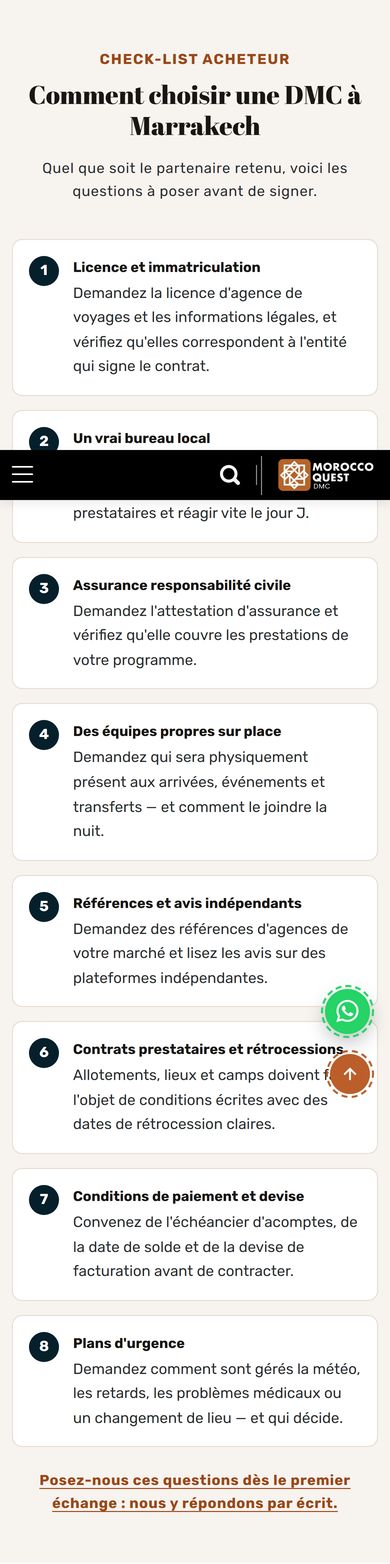 CHECK-LIST ACHETEUR
Comment choisir une DMC à
Marrakech
Quel que soit le partenaire retenu, voici les
questions à poser avant de signer.
1
Licence et immatriculation
Demandez la licence d'agence de
voyages et les informations légales, et
vérifiez qu'elles correspondent à l'entité
qui signe le contrat.
2
Un vrai bureau local
MOROCCO
QUEST
DMC
prestataires et réagir vite le jour J.
3
Assurance responsabilité civile
Demandez l'attestation d'assurance et
vérifiez qu'elle couvre les prestations de
votre programme.
4
Des équipes propres sur place
Demandez qui sera physiquement
présent aux arrivées, événements et
transferts — et comment le joindre la
nuit.
5
Références et avis indépendants
Demandez des références d'agences de
votre marché et lisez les avis sur des
plateformes indépendantes.
6
Contrats prestataires et rétrocessions
Allotements, lieux et camps doivent
l'objet de conditions écrites avec des
dates de rétrocession claires.
7
Conditions de paiement et devise
Convenez de l'échéancier d'acomptes, de
la date de solde et de la devise de
facturation avant de contracter.
8
Plans d'urgence
Demandez comment sont gérés la météo,
les retards, les problèmes médicaux ou
un changement de lieu — et qui décide.
Posez-nous ces questions dès le premier
échange : nous y répondons par écrit.